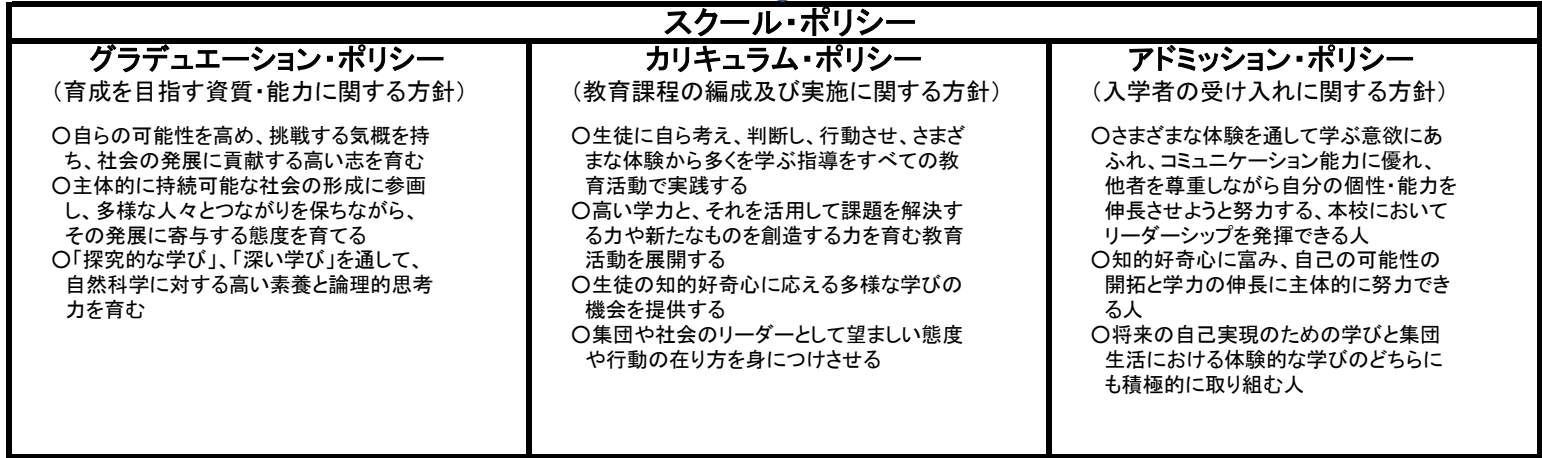 スクール・ポリシー
グラデュエーション・ポリシー
（育成を目指す資質・能力に関する方針）
○自らの可能性を高め、挑戦する気概を持
ち、社会の発展に貢献する高い志を育む
○主体的に持続可能な社会の形成に参画
し、多様な人々とつながりを保ちながら、
その発展に寄与する態度を育てる
○「探究的な学び」、「深い学び」を通して、
自然科学に対する高い素養と論理的思考
力を育む
カリキュラム・ポリシー
（教育課程の編成及び実施に関する方針）
○生徒に自ら考え、判断し、行動させ、さまざ
まな体験から多くを学ぶ指導をすべての教
育活動で実践する
○高い学力と、それを活用して課題を解決す
る力や新たなものを創造する力を育む教育
活動を展開する
○生徒の知的好奇心に応える多様な学びの
機会を提供する
○集団や社会のリーダーとして望ましい態度
や行動の在り方を身につけさせる
アドミッション・ポリシー
（入学者の受け入れに関する方針）
○さまざまな体験を通して学ぶ意欲にあ
ふれ、コミュニケーション能力に優れ、
他者を尊重しながら自分の個性・能力を
伸長させようと努力する、本校において
リーダーシップを発揮できる人
○知的好奇心に富み、自己の可能性の
開拓と学力の伸長に主体的に努力でき
る人
○将来の自己実現のための学びと集団
生活における体験的な学びのどちらに
も積極的に取り組む人